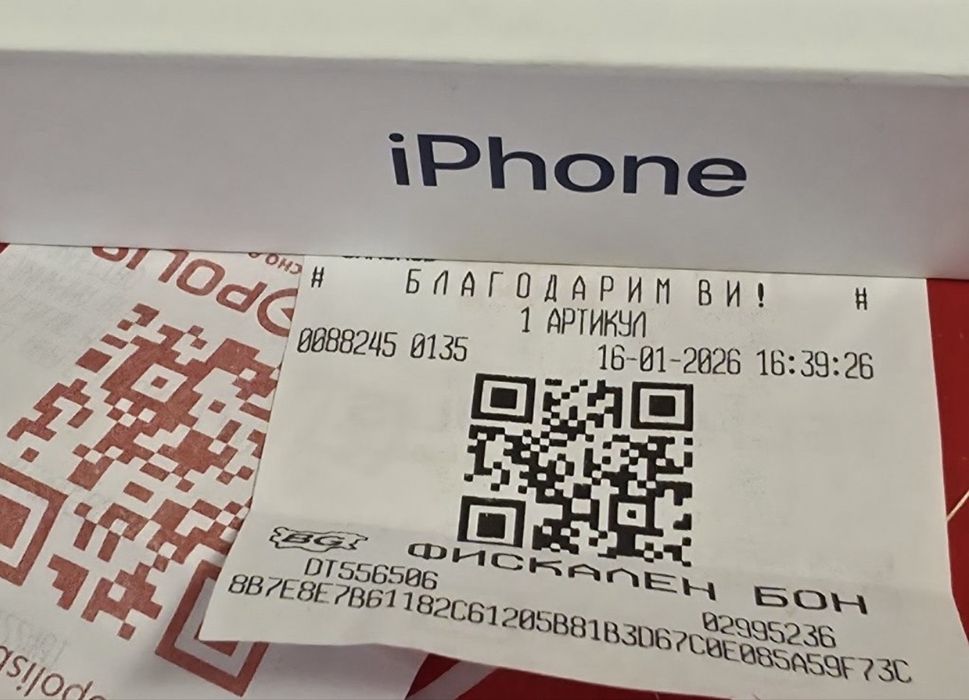 iPhone
# БЛАГОДАРИМ ВИ! #
1 АРТИКУЛ
0088245 0135 16-01-2026 16:39:26
BG ФИСКАЛЕН БОН
DT556506 02995236
8B7E8E7B61182C61205B81B3D67C0E085A59F73C